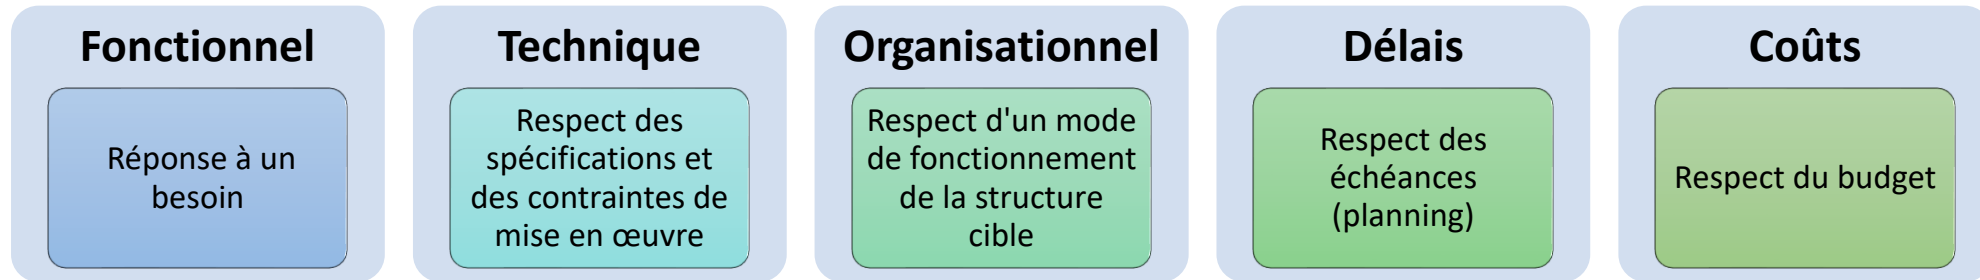 Fonctionnel
Réponse à un
besoin
Technique
Respect des
spécifications et
des contraintes de
mise en œuvre
Organisationnel
Respect d'un mode
de fonctionnement
de la structure
cible
Délais
Respect des
échéances
(planning)
Coûts
Respect du budget